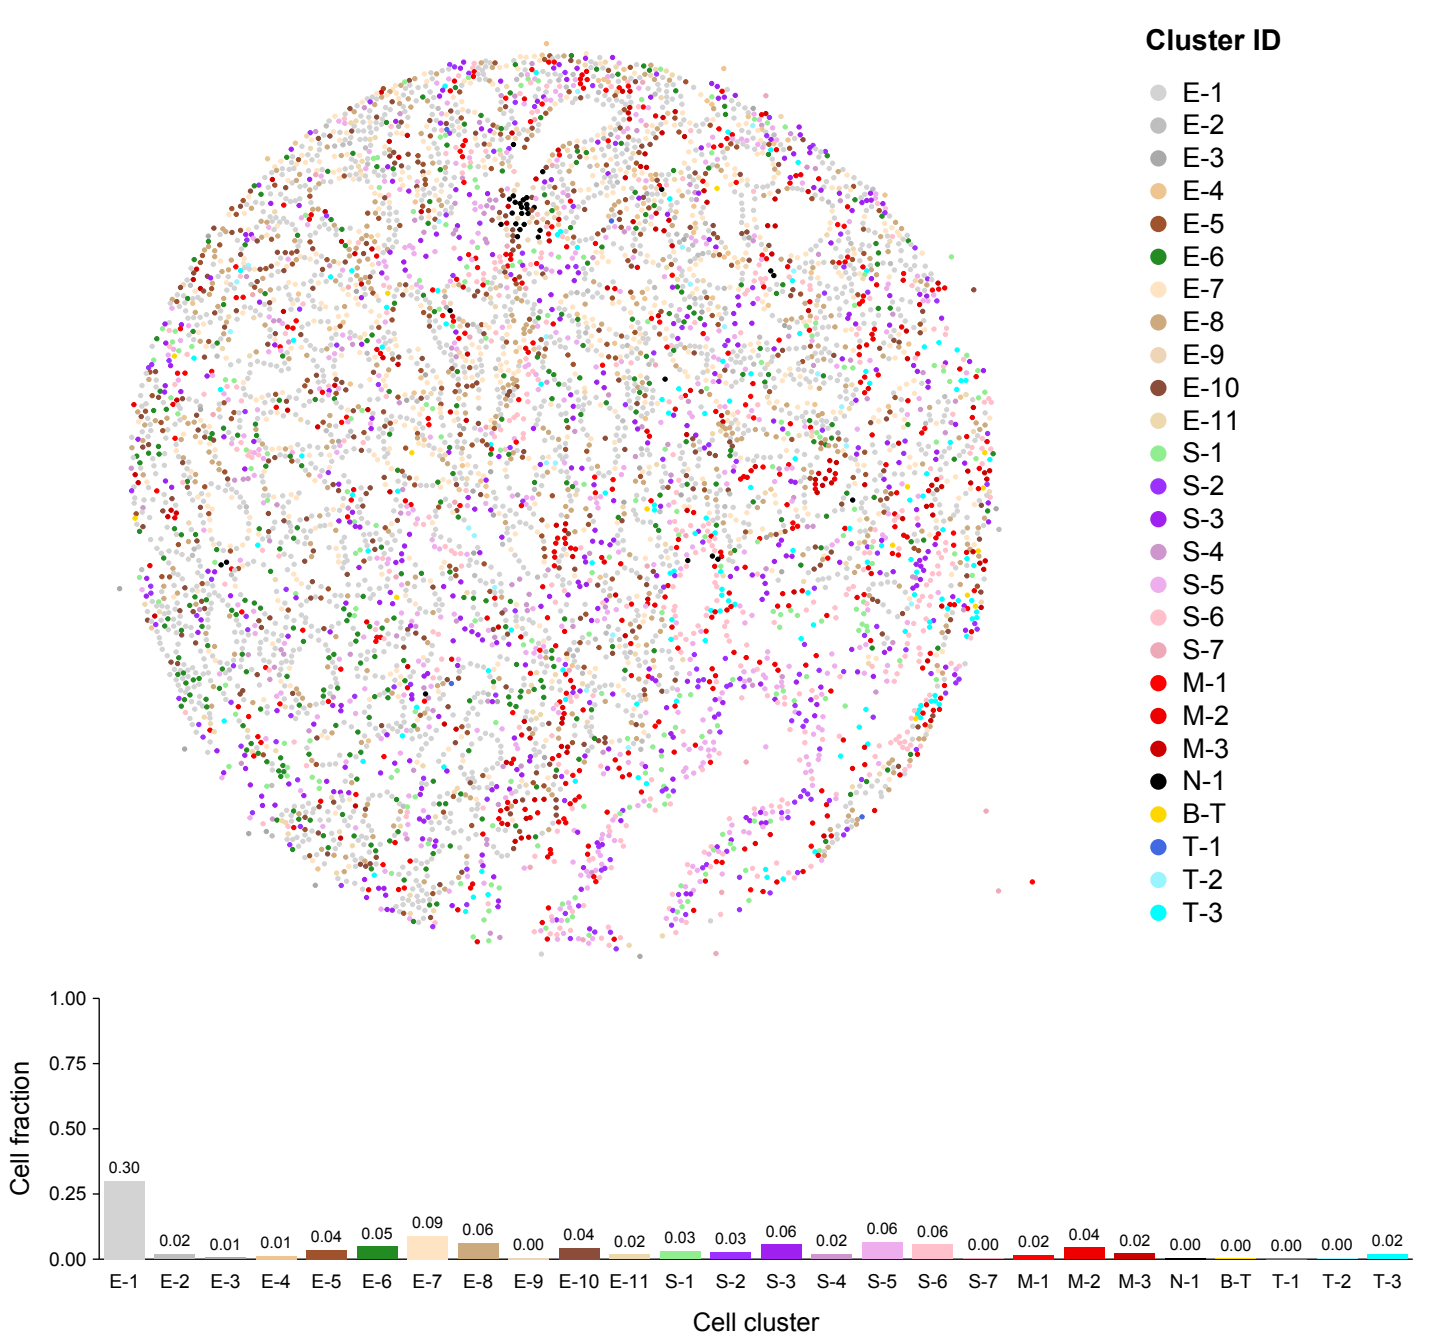 Cluster ID
E-1
E-2
E-3
E-4
E-5
E-6
E-7
E-8
E-9
E-10
E-11
S-1
S-2
S-3
S-4
S-5
S-6
S-7
M-1
M-2
M-3
N-1
B-T
T-1
T-2
T-3
1.00
0.75
0.50
0.25
0.00
Cell fraction
0.30 0.02 0.01 0.01 0.04 0.05 0.09 0.06 0.00 0.04 0.02 0.03 0.03 0.06 0.02 0.06 0.06 0.00 0.02 0.04 0.02 0.00 0.00 0.00 0.00 0.02
E-1 E-2 E-3 E-4 E-5 E-6 E-7 E-8 E-9 E-10 E-11 S-1 S-2 S-3 S-4 S-5 S-6 S-7 M-1 M-2 M-3 N-1 B-T T-1 T-2 T-3
Cell cluster